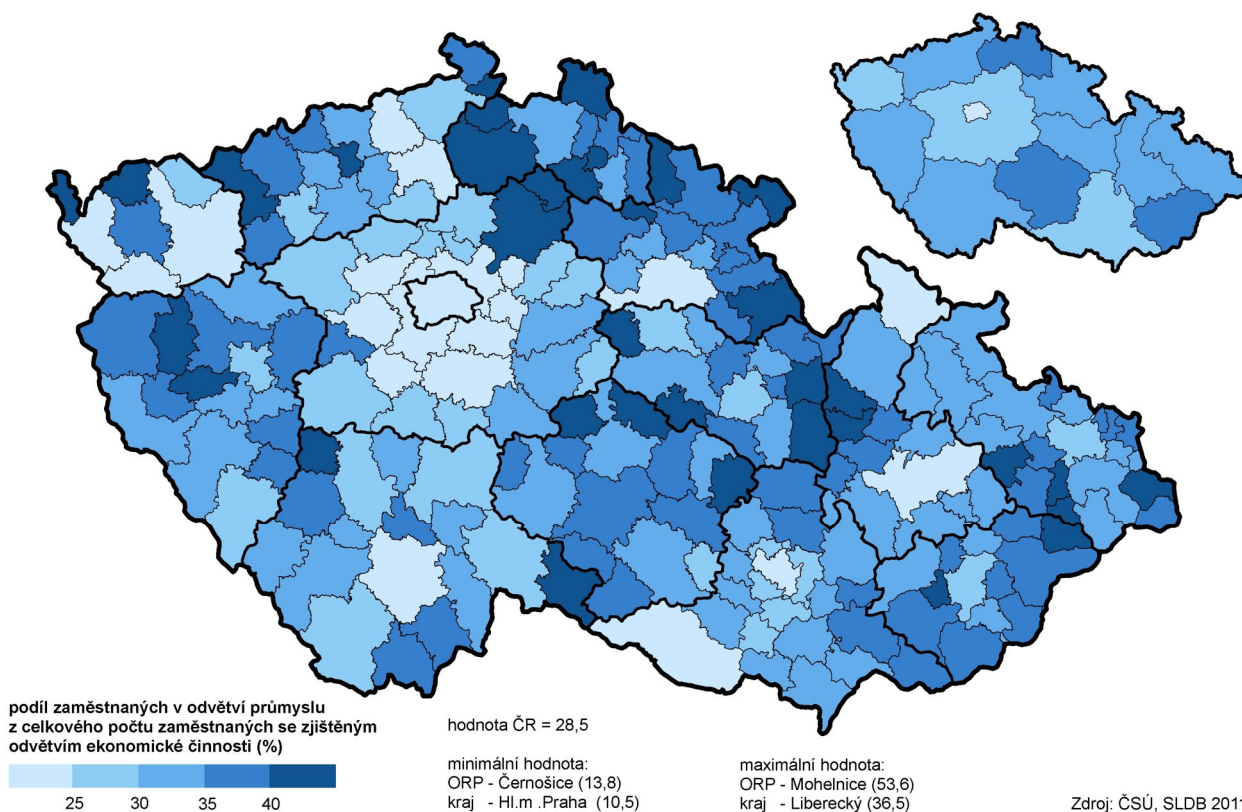 podíl zaměstnaných v odvětví průmyslu
z celkového počtu zaměstnaných se zjištěným
odvětvím ekonomické činnosti (%)
25 30 35 40
hodnota ČR = 28,5
minimální hodnota:
ORP - Černošice (13,8)
kraj - Hl.m .Praha (10,5)
maximální hodnota:
ORP - Mohelnice (53,6)
kraj - Liberecký (36,5)
Zdroj: ČSÚ, SLDB 201